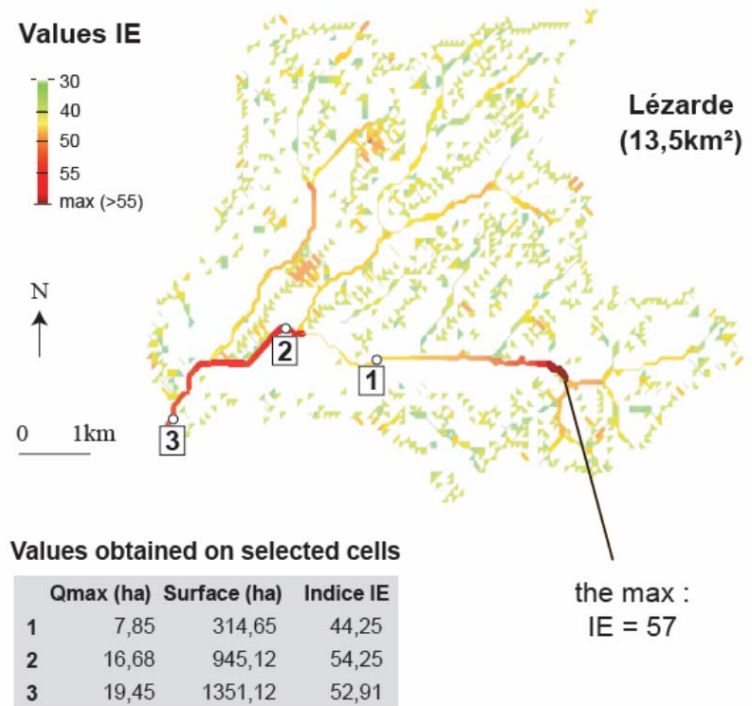 Values IE
30
40
50
55
max (>55)
Lézarde
(13,5km²)
N
2
1
3
0 1km
Values obtained on selected cells
Qmax (ha) Surface (ha) Indice IE
1 7,85 314,65 44,25
2 16,68 945,12 54,25
3 19,45 1351,12 52,91
the max :
IE = 57